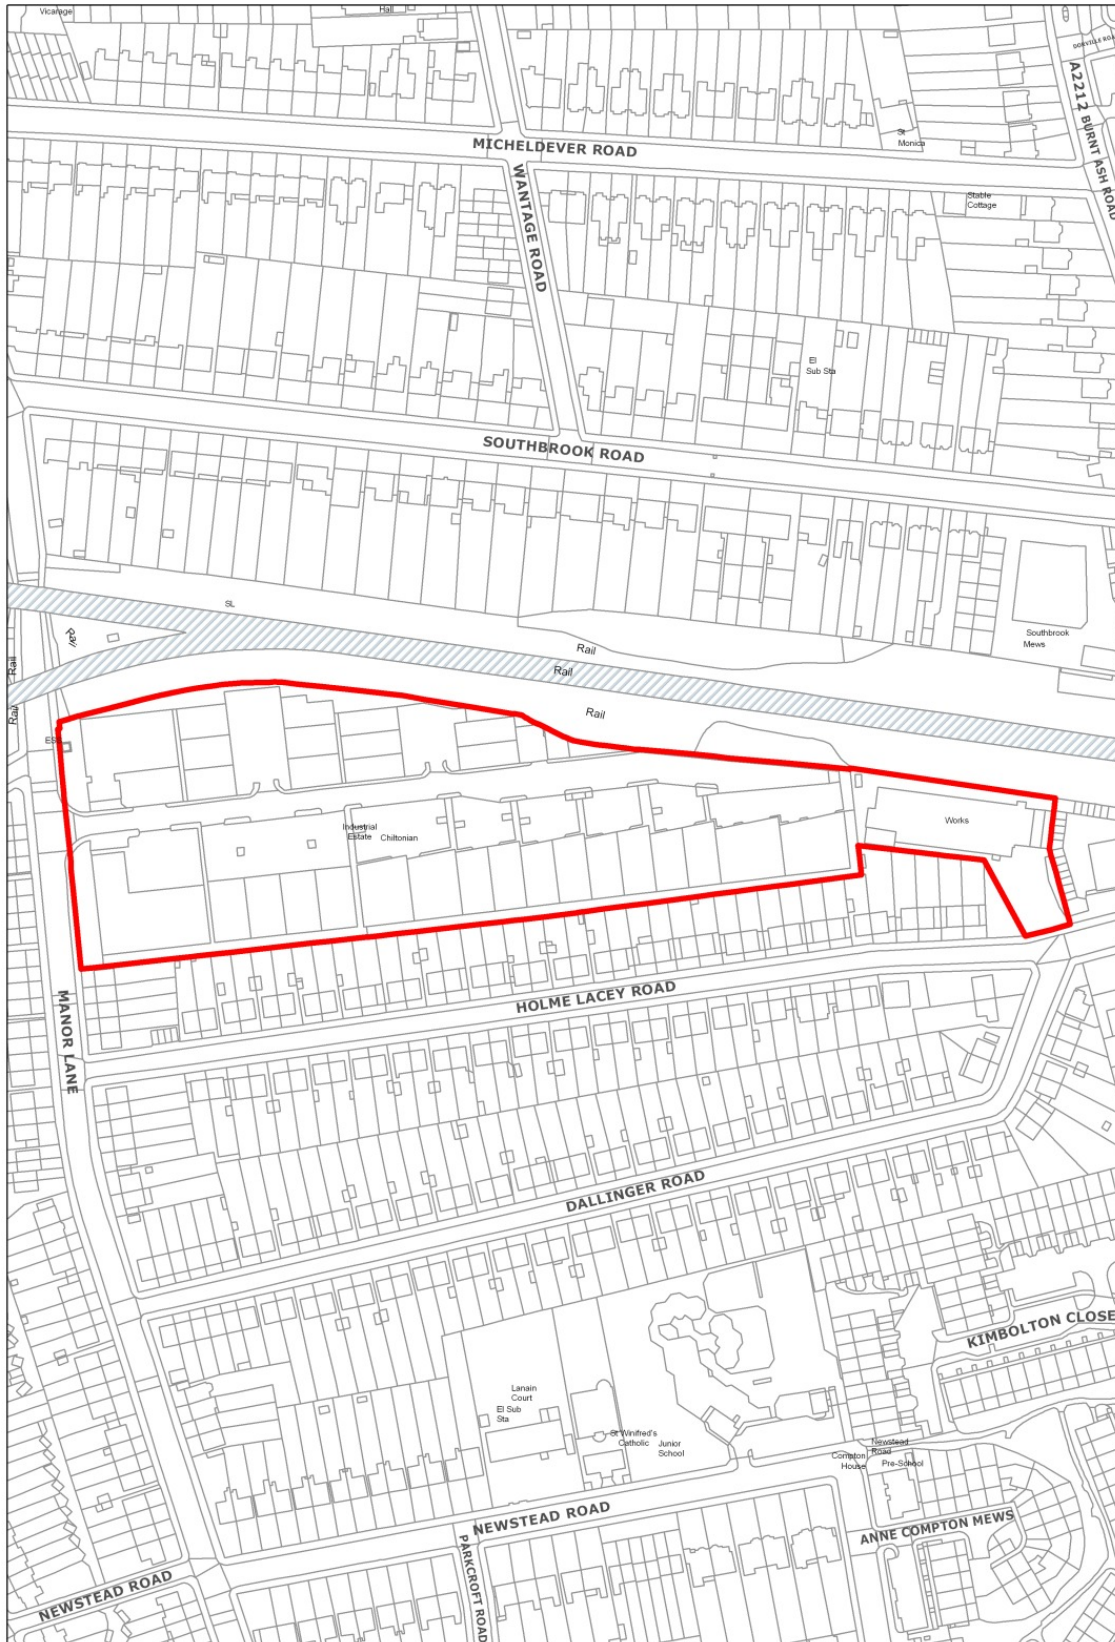 Vicarage
Hall
DORVILLE ROAD
A2212 BURNT ASH ROAD
MICHELDEVER ROAD
St
Monica
WANTAGE ROAD
Stable
Cottage
El
Sub Sta
SOUTHBROOK ROAD
SL
Rail
Southbrook
Mews
Rail
Rail
Rail
Rail
Rail
ESS
Industrial
Estate
Chiltonian
Works
MANOR LANE
HOLME LACEY ROAD
DALLINGER ROAD
KIMBOLTON CLOSE
Lanain
Court
El Sub
Sta
St Winifred's
Catholic
Junior
School
Newstead
Road
Pre-School
Compton
House
NEWSTEAD ROAD
PARKCROFT ROAD
ANNE COMPTON MEWS
NEWSTEAD ROAD